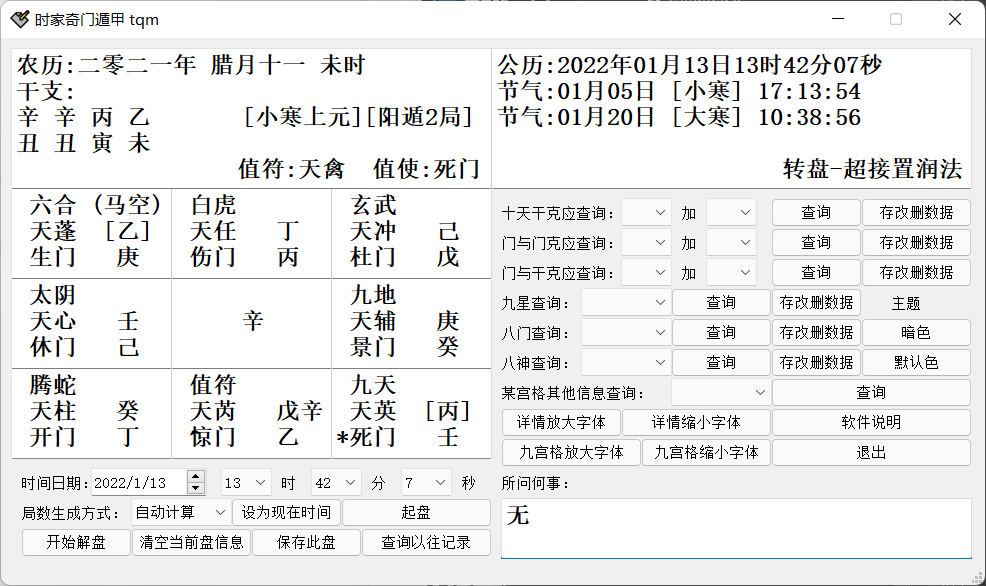 时家奇门遁甲 tqm
农历:二零二一年 腊月十一 未时
干支:
辛 辛 丙 乙 [小寒上元][阳遁2局]
丑 丑 寅 未
值符:天禽 值使:死门
公历:2022年01月13日13时42分07秒
节气:01月05日 [小寒] 17:13:54
节气:01月20日 [大寒] 10:38:56
转盘-超接置润法
六合 (马空) 白虎 玄武
天蓬 [乙] 天任 丁 天冲 己
生门 庚 伤门 丙 杜门 戊
太阴 九地
天心 壬 辛 天辅 庚
休门 己 景门 癸
腾蛇 值符 九天
天柱 癸 天芮 戊辛 天英 [丙]
开门 丁 惊门 乙 *死门 壬
时间日期: 2022/1/13 13 时 42 分 7 秒
局数生成方式: 自动计算 设为现在时间 起盘
开始解盘 清空当前盘信息 保存此盘 查询以往记录
十天干克应查询: 加 查询 存改删数据
门与门克应查询: 加 查询 存改删数据
门与干克应查询: 加 查询 存改删数据
九星查询: 查询 存改删数据 主题
八门查询: 查询 存改删数据 暗色
八神查询: 查询 存改删数据 默认色
某宫格其他信息查询: 查询
详情放大字体 详情缩小字体 软件说明
九宫格放大字体 九宫格缩小字体 退出
所问何事:
无